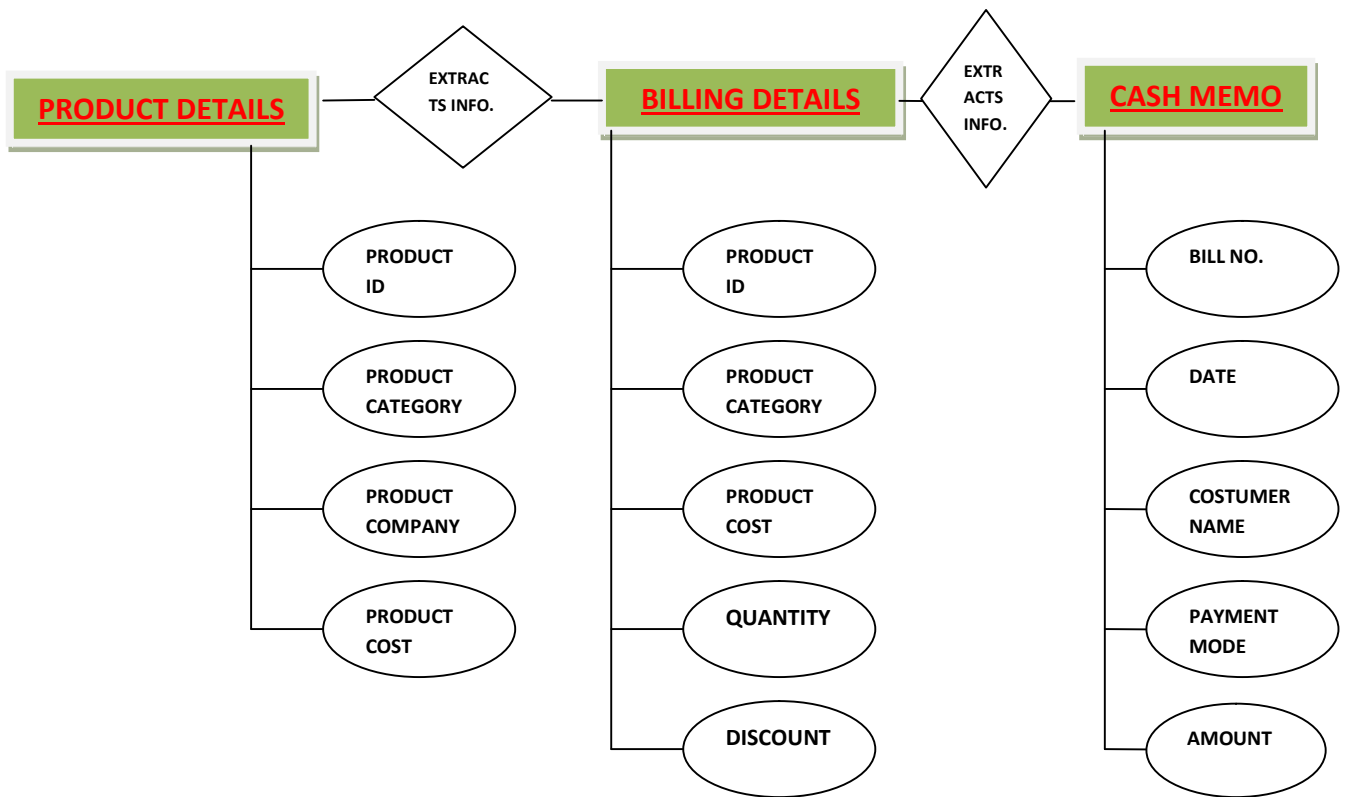 PRODUCT DETAILS
EXTRAC
TS INFO.
BILLING DETAILS
EXTR
ACTS
INFO.
CASH MEMO
PRODUCT
ID
PRODUCT
CATEGORY
PRODUCT
COMPANY
PRODUCT
COST
PRODUCT
ID
PRODUCT
CATEGORY
PRODUCT
COST
QUANTITY
DISCOUNT
BILL NO.
DATE
COSTUMER
NAME
PAYMENT
MODE
AMOUNT